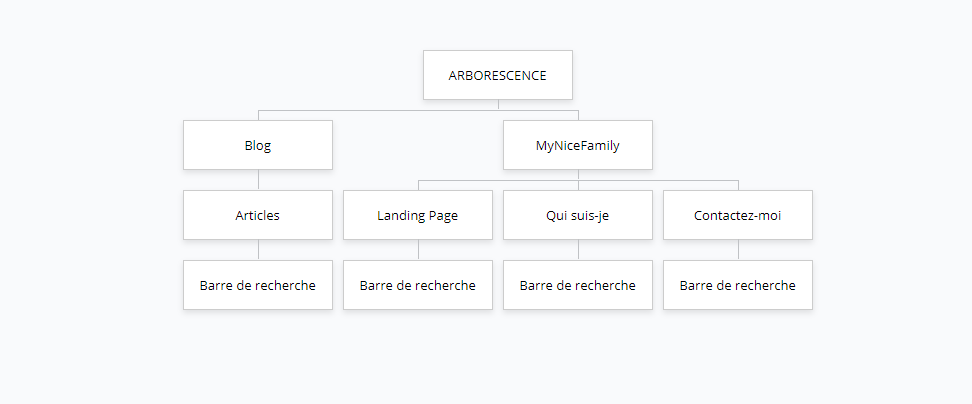 ARBORESCENCE
Blog
MyNiceFamily
Articles
Landing Page
Qui suis-je
Contactez-moi
Barre de recherche
Barre de recherche
Barre de recherche
Barre de recherche